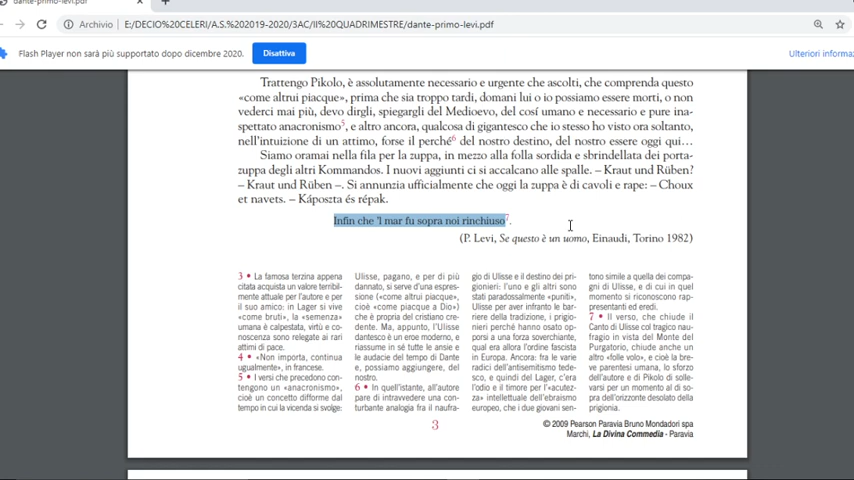 dante-primo-levi.pdf
Archivio | E:/DECIO%20CELERI/A.S.%202019-2020/3AC/II%20QUADRIMESTRE/dante-primo-levi.pdf
Flash Player non sarà più supportato dopo dicembre 2020. Disattiva Ulteriori informaz
Trattengo Pikolo, è assolutamente necessario e urgente che ascolti, che comprenda questo
«come altrui piacque», prima che sia troppo tardi, domani lui o io possiamo essere morti, o non
vederci mai più, devo dirgli, spiegargli del Medioevo, del cosí umano e necessario e pure ina-
spettato anacronismo5, e altro ancora, qualcosa di gigantesco che io stesso ho visto ora soltanto,
nell'intuizione di un attimo, forse il perché6 del nostro destino, del nostro essere oggi qui…
Siamo oramai nella fila per la zuppa, in mezzo alla folla sordida e sbrindellata dei porta-
zuppa degli altri Kommandos. I nuovi aggiunti ci si accalcano alle spalle. – Kraut und Rüben?
– Kraut und Rüben –. Si annunzia ufficialmente che oggi la zuppa è di cavoli e rape: – Choux
et navets. – Káposzta és répak.
Infin che 'l mar fu sopra noi rinchiuso7.
(P. Levi, Se questo è un uomo, Einaudi, Torino 1982)
3 • La famosa terzina appena
citata acquista un valore terribil-
mente attuale per l'autore e per
il suo amico: in Lager si vive
«come bruti», la «semenza»
umana è calpestata, virtù e co-
noscenza sono relegate ai rari
attimi di pace.
4 • «Non importa, continua
ugualmente», in francese.
5 • I versi che precedono con-
tengono un «anacronismo»,
cioè un concetto difforme dal
tempo in cui la vicenda si svolge:
Ulisse, pagano, e per di più
dannato, si serve d'una espres-
sione («come altrui piacque»,
cioè «come piacque a Dio»)
che è propria del cristiano cre-
dente. Ma, appunto, l'Ulisse
dantesco è un eroe moderno, e
riassume in sé tutte le ansie e
le audacie del tempo di Dante
e, possiamo aggiungere, del
nostro.
6 • In quell'istante, all'autore
pare di intravvedere una con-
turbante analogia fra il naufra-
gio di Ulisse e il destino dei pri-
gionieri: l'uno e gli altri sono
stati paradossalmente «puniti»,
Ulisse per aver infranto le bar-
riere della tradizione, i prigio-
nieri perché hanno osato op-
porsi a una forza soverchiante,
qual era allora l'ordine fascista
in Europa. Ancora: fra le varie
radici dell'antisemitismo tede-
sco, e quindi del Lager, c'era
l'odio e il timore per l'«acutez-
za» intellettuale dell'ebraismo
europeo, che i due giovani sen-
tono simile a quella dei compa-
gni di Ulisse, e di cui in quel
momento si riconoscono rap-
presentanti ed eredi.
7 • Il verso, che chiude il
Canto di Ulisse col tragico nau-
fragio in vista del Monte del
Purgatorio, chiude anche un
altro «folle volo», e cioè la bre-
ve parentesi umana, lo sforzo
dell'autore e di Pikolo di solle-
varsi per un momento al di so-
pra dell'orizzonte desolato della
prigionia.
3
© 2009 Pearson Paravia Bruno Mondadori spa
Marchi, La Divina Commedia - Paravia